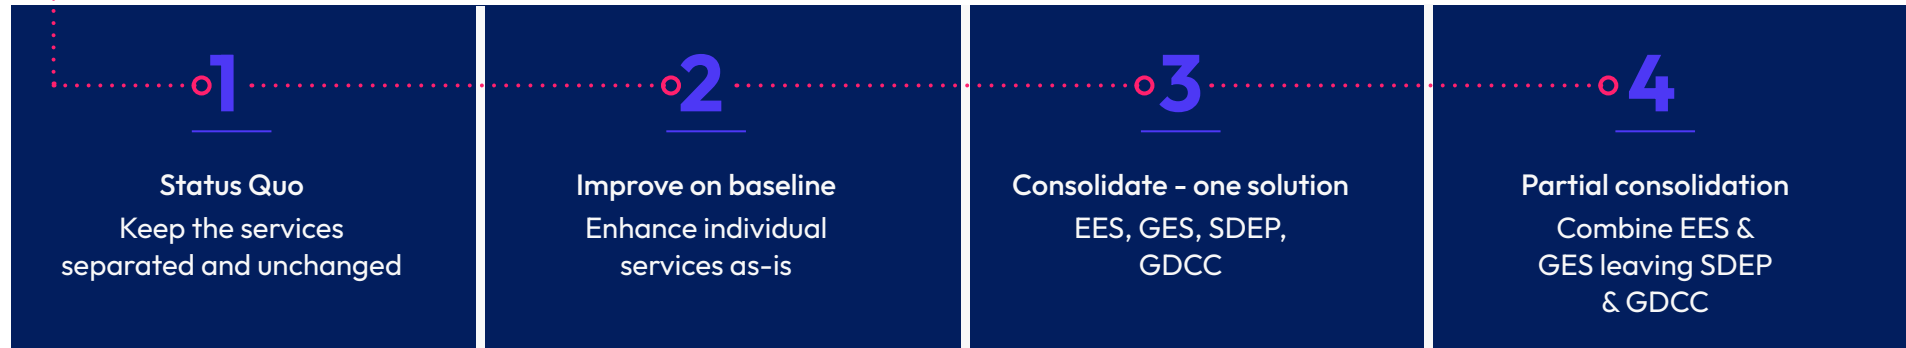 1
Status Quo
Keep the services
separated and unchanged
2
Improve on baseline
Enhance individual
services as-is
3
Consolidate - one solution
EES, GES, SDEP,
GDCC
4
Partial consolidation
Combine EES &
GES leaving SDEP
& GDCC